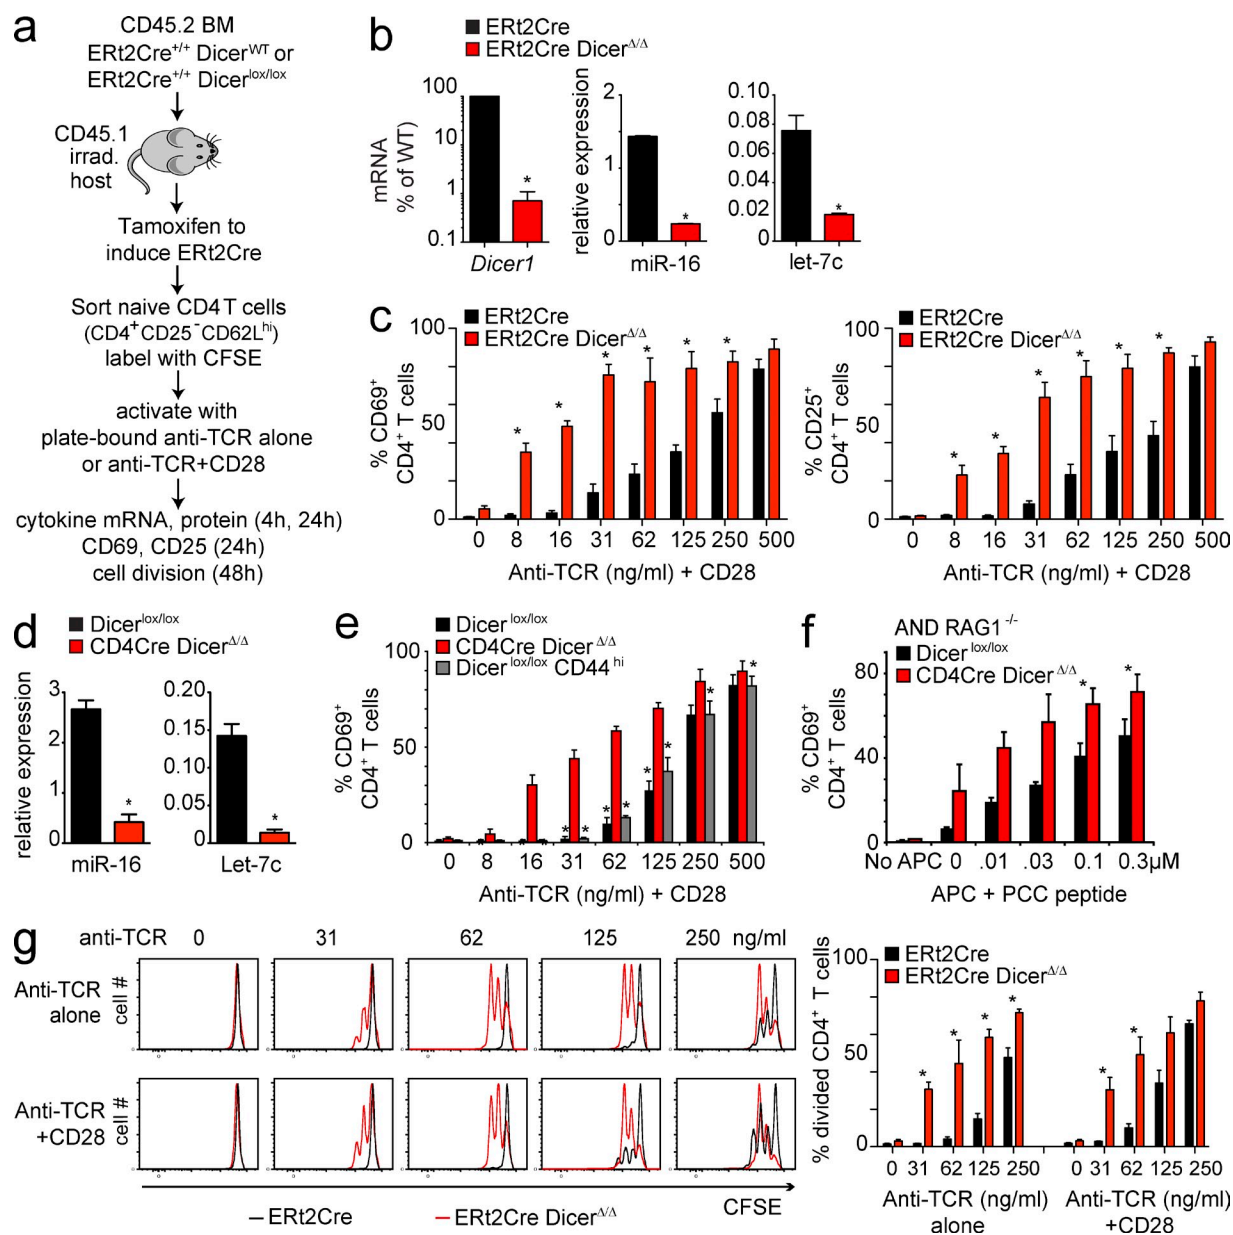 a
CD45.2 BM
ERt2Cre+/+ DicerWT or
ERt2Cre+/+ Dicerlox/lox
CD45.1
irrad.
host
Tamoxifen to
induce ERt2Cre
Sort naive CD4 T cells
(CD4+CD25-CD62Lhi)
label with CFSE
activate with
plate-bound anti-TCR alone
or anti-TCR+CD28
cytokine mRNA, protein (4h, 24h)
CD69, CD25 (24h)
cell division (48h)
b
ERt2Cre
ERt2Cre DicerΔ/Δ
mRNA
% of WT)
100
10
1
0.1
*
Dicer1
relative expression
2
1
0
*
miR-16
0.10
0.08
0.06
0.04
0.02
0
*
let-7c
c
ERt2Cre
ERt2Cre DicerΔ/Δ
% CD69+
CD4+ T cells
100
50
0
* * * * * *
0 8 16 31 62 125 250 500
Anti-TCR (ng/ml) + CD28
ERt2Cre
ERt2Cre DicerΔ/Δ
% CD25+
CD4+ T cells
100
50
0
* * * * * *
0 8 16 31 62 125 250 500
Anti-TCR (ng/ml) + CD28
d
Dicerlox/lox
CD4Cre DicerΔ/Δ
relative expression
3
2
1
0
*
miR-16
0.20
0.15
0.10
0.05
0
*
Let-7c
e
Dicerlox/lox
CD4Cre DicerΔ/Δ
Dicerlox/lox CD44hi
% CD69+
CD4+ T cells
100
50
0
* * * * * * * *
0 8 16 31 62 125 250 500
Anti-TCR (ng/ml) + CD28
f
AND RAG1-/-
Dicerlox/lox
CD4Cre DicerΔ/Δ
% CD69+
CD4+ T cells
80
40
0
* *
No APC 0 .01 .03 0.1 0.3µM
APC + PCC peptide
g
anti-TCR 0 31 62 125 250 ng/ml
Anti-TCR
alone
cell #
Anti-TCR
+CD28
cell #
CFSE
ERt2Cre
ERt2Cre DicerΔ/Δ
ERt2Cre
ERt2Cre DicerΔ/Δ
% divided CD4+ T cells
100
50
0
* * * * * *
0 31 62 125 250 0 31 62 125 250
Anti-TCR (ng/ml)
alone
Anti-TCR (ng/ml)
+CD28